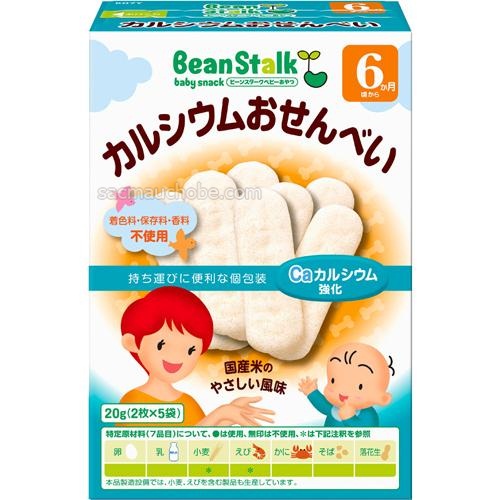 BeanStalk
baby snack ビーンスターク ベビーおやつ
6か月
頃から
カルシウムおせんべい
sacmauchobe.com
着色料・保存料・香料
不使用
持ち運びに便利な個包装
Caカルシウム
強化
国産米の
やさしい風味
20g(2枚×5袋)
特定原材料(7品目)について、●は使用、無印は不使用、*は下記注釈を参照
卵 乳 小麦 えび かに そば 落花生
* *
本品製造設備では、小麦、えびを含む製品も生産しています。